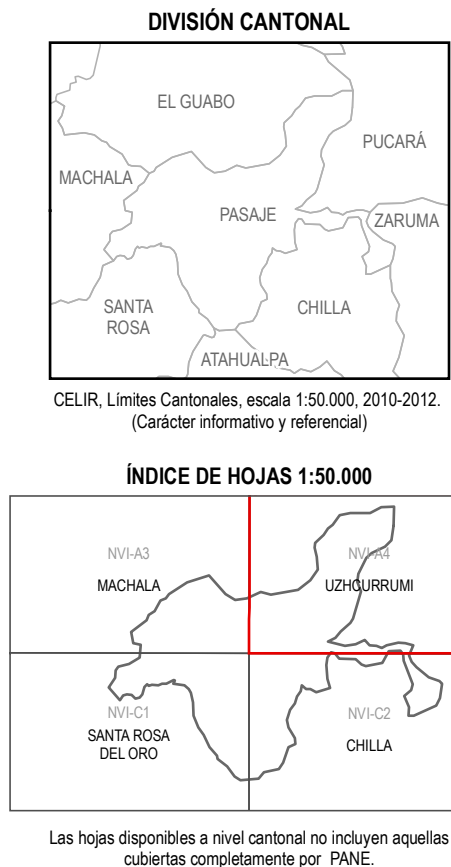 DIVISIÓN CANTONAL
EL GUABO
PUCARÁ
MACHALA
PASAJE
ZARUMA
SANTA
ROSA
CHILLA
ATAHUALPA
CELIR, Límites Cantonales, escala 1:50.000, 2010-2012.
(Carácter informativo y referencial)
ÍNDICE DE HOJAS 1:50.000
NVI-A3
NVI-A4
MACHALA
UZHCURRUMI
NVI-C1
NVI-C2
SANTA ROSA
DEL ORO
CHILLA
Las hojas disponibles a nivel cantonal no incluyen aquellas
cubiertas completamente por PANE.